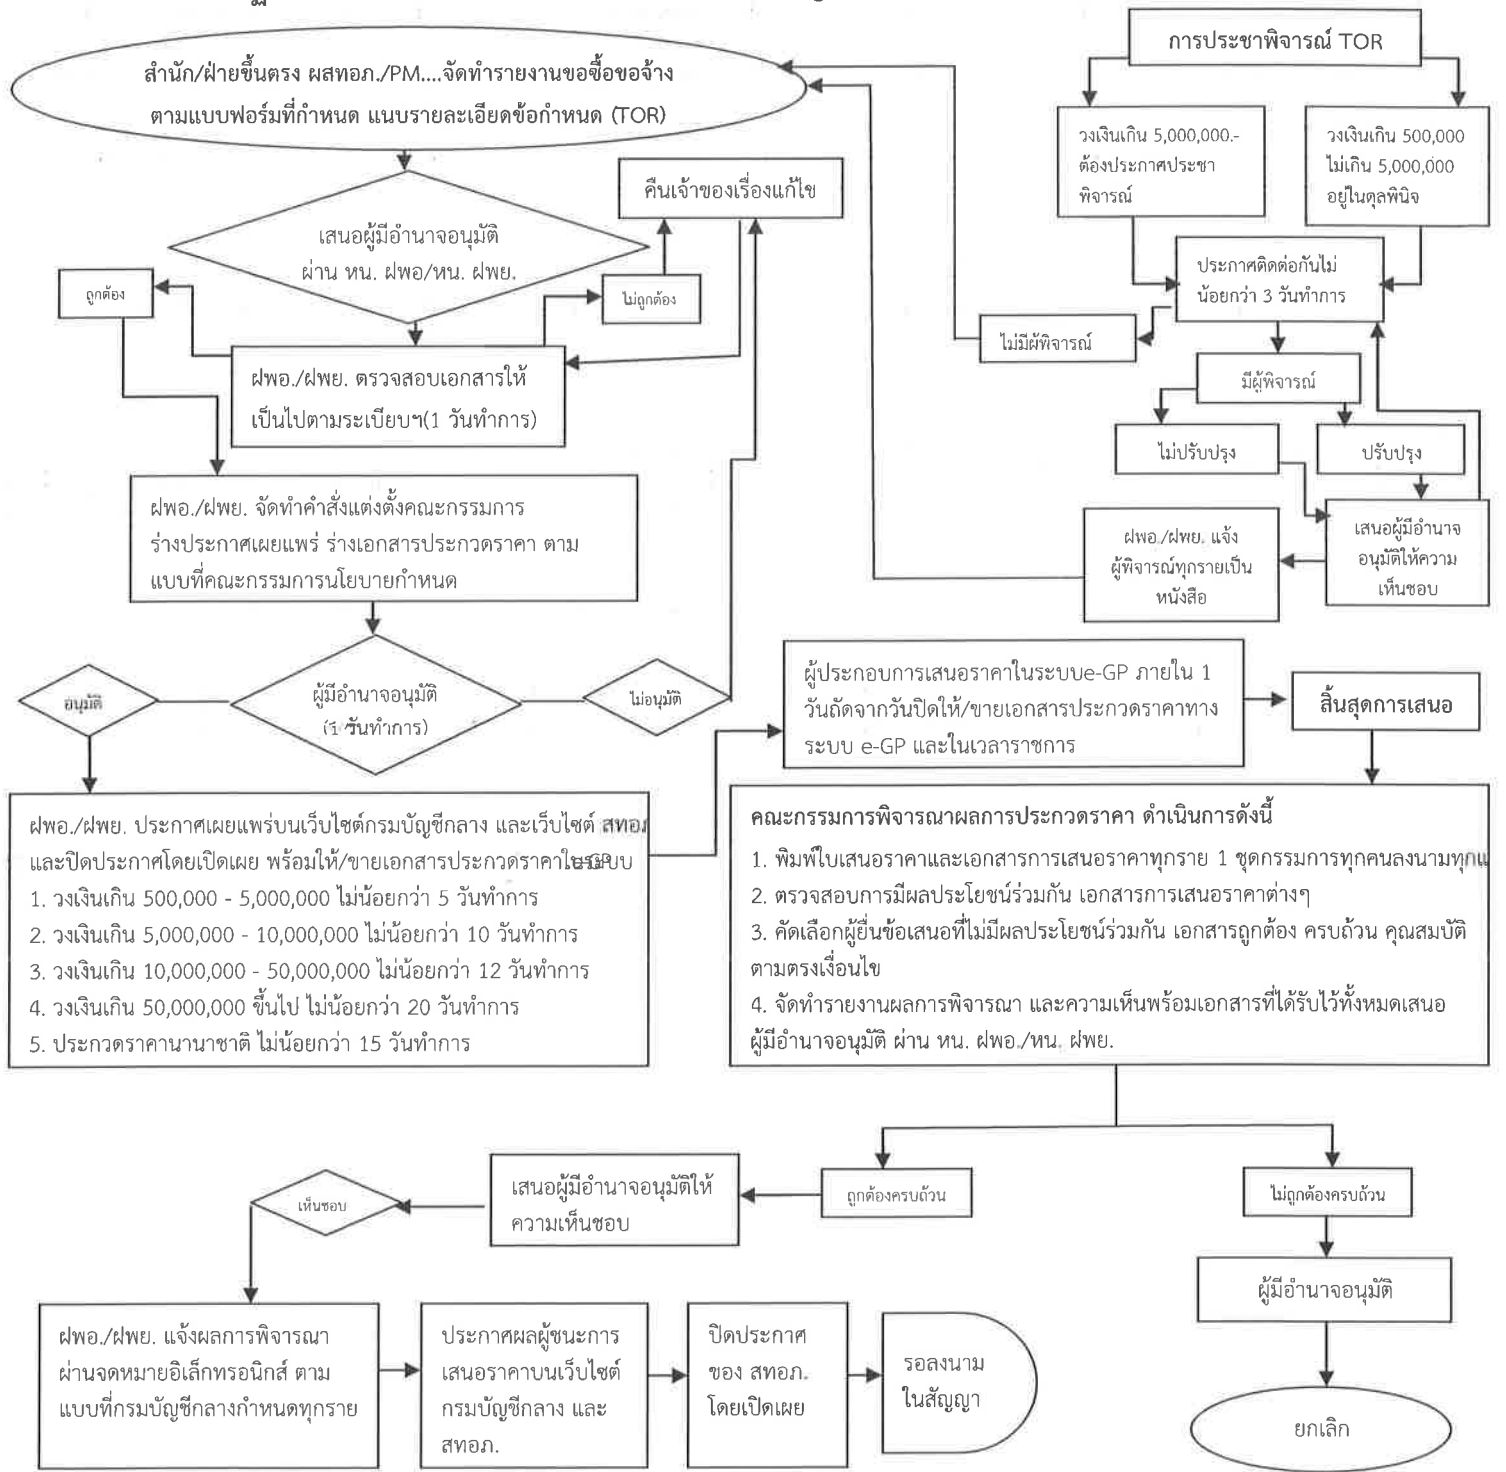 การประชาพิจารณ์ TOR
สำนัก/ฝ่ายขึ้นตรง ผสทอภ./PM....จัดทำรายงานขอซื้อขอจ้าง
ตามแบบฟอร์มที่กำหนด แนบรายละเอียดข้อกำหนด (TOR)
วงเงินเกิน 5,000,000.-
ต้องประกาศประชา
พิจารณ์
วงเงินเกิน 500,000
ไม่เกิน 5,000,000
อยู่ในดุลพินิจ
คืนเจ้าของเรื่องแก้ไข
เสนอผู้มีอำนาจอนุมัติ
ผ่าน หน. ฝพอ/หน. ฝพย.
ถูกต้อง
ไม่ถูกต้อง
ประกาศติดต่อกันไม่
น้อยกว่า 3 วันทำการ
ไม่มีผู้พิจารณ์
มีผู้พิจารณ์
ฝพอ./ฝพย. ตรวจสอบเอกสารให้
เป็นไปตามระเบียบฯ(1 วันทำการ)
ไม่ปรับปรุง
ปรับปรุง
ฝพอ./ฝพย. จัดทำคำสั่งแต่งตั้งคณะกรรมการ
ร่างประกาศเผยแพร่ ร่างเอกสารประกวดราคา ตาม
แบบที่คณะกรรมการนโยบายกำหนด
ฝพอ./ฝพย. แจ้ง
ผู้พิจารณ์ทุกรายเป็น
หนังสือ
เสนอผู้มีอำนาจ
อนุมัติให้ความ
เห็นชอบ
อนุมัติ
ผู้มีอำนาจอนุมัติ
(1 วันทำการ)
ไม่อนุมัติ
ผู้ประกอบการเสนอราคาในระบบe-GP ภายใน 1
วันถัดจากวันปิดให้/ขายเอกสารประกวดราคาทาง
ระบบ e-GP และในเวลาราชการ
สิ้นสุดการเสนอ
ฝพอ./ฝพย. ประกาศเผยแพร่บนเว็บไซต์กรมบัญชีกลาง และเว็บไซต์ สทอภ
และปิดประกาศโดยเปิดเผย พร้อมให้/ขายเอกสารประกวดราคาในระบบ e-GP
1. วงเงินเกิน 500,000 - 5,000,000 ไม่น้อยกว่า 5 วันทำการ
2. วงเงินเกิน 5,000,000 - 10,000,000 ไม่น้อยกว่า 10 วันทำการ
3. วงเงินเกิน 10,000,000 - 50,000,000 ไม่น้อยกว่า 12 วันทำการ
4. วงเงินเกิน 50,000,000 ขึ้นไป ไม่น้อยกว่า 20 วันทำการ
5. ประกวดราคานานาชาติ ไม่น้อยกว่า 15 วันทำการ
คณะกรรมการพิจารณาผลการประกวดราคา ดำเนินการดังนี้
1. พิมพ์ใบเสนอราคาและเอกสารการเสนอราคาทุกราย 1 ชุดกรรมการทุกคนลงนามทุกแ
2. ตรวจสอบการมีผลประโยชน์ร่วมกัน เอกสารการเสนอราคาต่างๆ
3. คัดเลือกผู้ยื่นข้อเสนอที่ไม่มีผลประโยชน์ร่วมกัน เอกสารถูกต้อง ครบถ้วน คุณสมบัติ
ตามตรงเงื่อนไข
4. จัดทำรายงานผลการพิจารณา และความเห็นพร้อมเอกสารที่ได้รับไว้ทั้งหมดเสนอ
ผู้มีอำนาจอนุมัติ ผ่าน หน. ฝพอ./หน. ฝพย.
เห็นชอบ
เสนอผู้มีอำนาจอนุมัติให้
ความเห็นชอบ
ถูกต้องครบถ้วน
ไม่ถูกต้องครบถ้วน
ผู้มีอำนาจอนุมัติ
ยกเลิก
ฝพอ./ฝพย. แจ้งผลการพิจารณา
ผ่านจดหมายอิเล็กทรอนิกส์ ตาม
แบบที่กรมบัญชีกลางกำหนดทุกราย
ประกาศผลผู้ชนะการ
เสนอราคาบนเว็บไซต์
กรมบัญชีกลาง และ
สทอภ.
ปิดประกาศ
ของ สทอภ.
โดยเปิดเผย
รอลงนาม
ในสัญญา